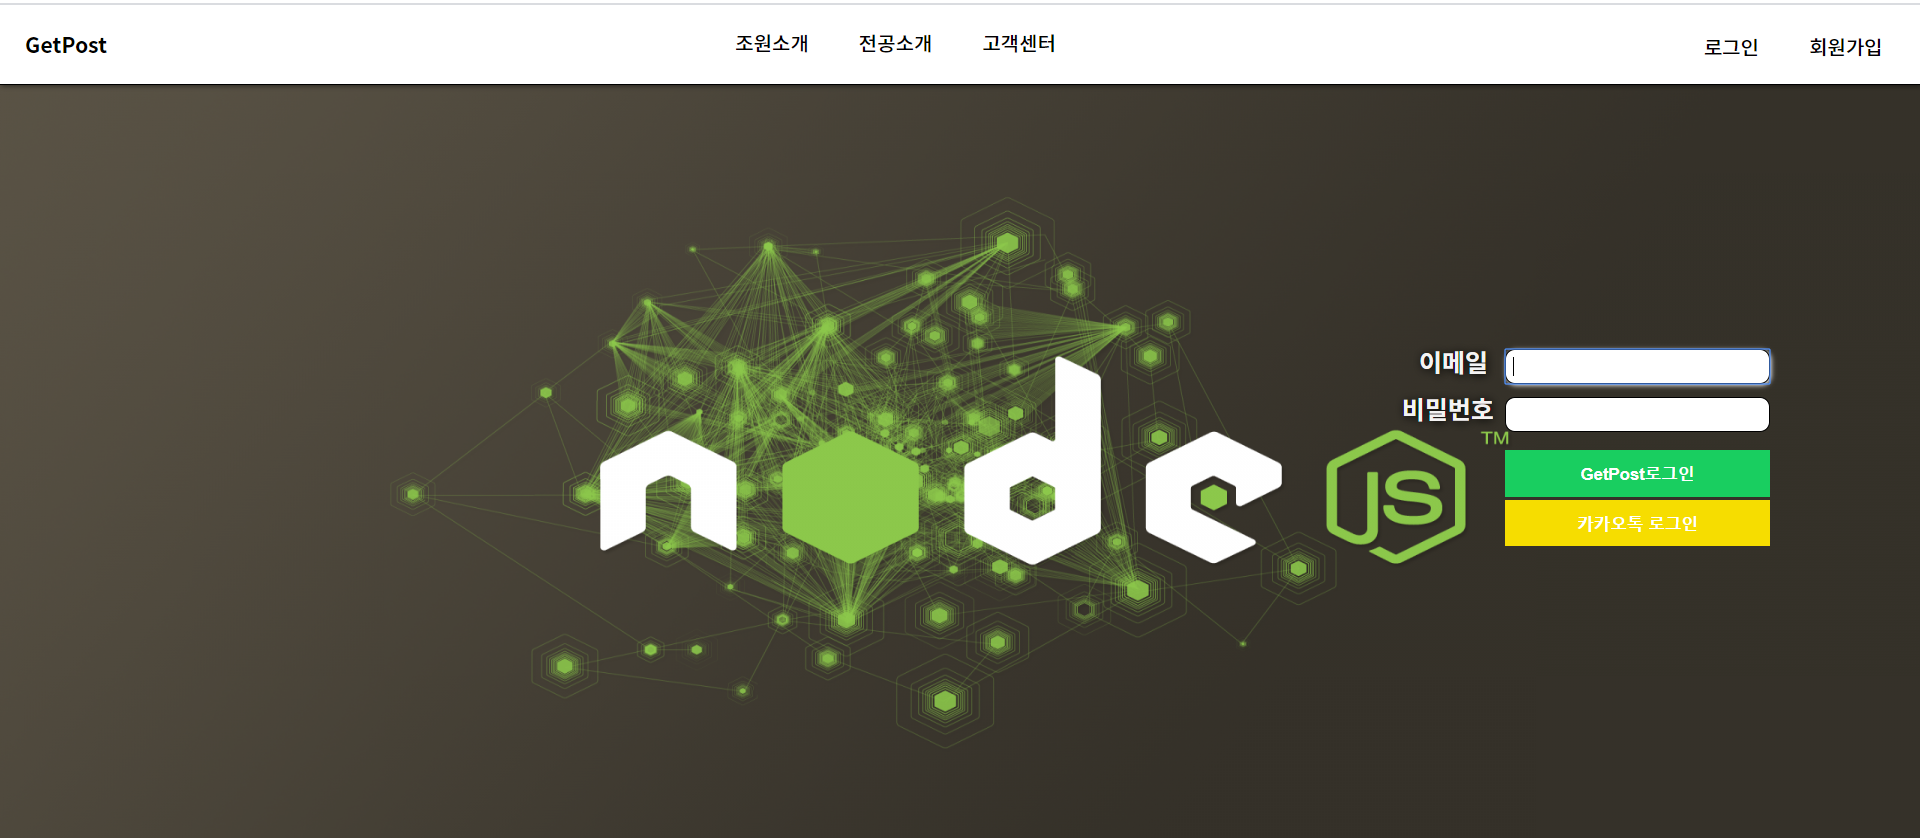 GetPost
조원소개 전공소개 고객센터
로그인 회원가입
이메일
비밀번호
node JS TM
GetPost로그인
카카오톡 로그인